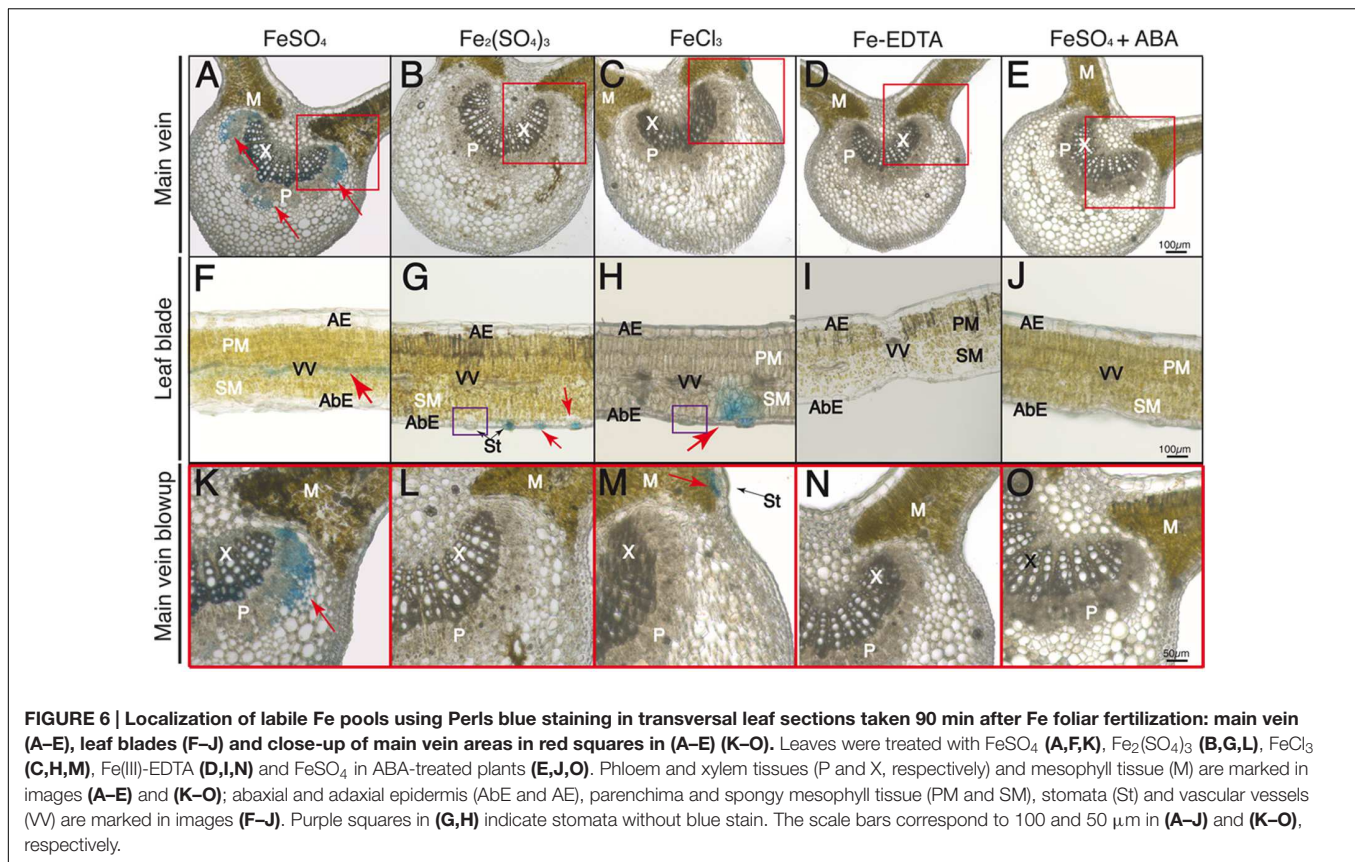 FeSO₄ Fe₂(SO₄)₃ FeCl₃ Fe-EDTA FeSO₄ + ABA
Main vein
A M X P
B X P
C M X P
D M X P
E M P X 100µm
Leaf blade
F AE PM VV SM AbE
G AE VV SM AbE St
H AE PM VV SM AbE
I AE PM VV SM AbE
J AE PM VV SM AbE 100µm
Main vein blowup
K M X P
L M X P
M M St X P
N M X P
O M X P 50µm
FIGURE 6 | Localization of labile Fe pools using Perls blue staining in transversal leaf sections taken 90 min after Fe foliar fertilization: main vein
(A–E), leaf blades (F–J) and close-up of main vein areas in red squares in (A–E) (K–O). Leaves were treated with FeSO₄ (A,F,K), Fe₂(SO₄)₃ (B,G,L), FeCl₃
(C,H,M), Fe(III)-EDTA (D,I,N) and FeSO₄ in ABA-treated plants (E,J,O). Phloem and xylem tissues (P and X, respectively) and mesophyll tissue (M) are marked in
images (A–E) and (K–O); abaxial and adaxial epidermis (AbE and AE), parenchima and spongy mesophyll tissue (PM and SM), stomata (St) and vascular vessels
(VV) are marked in images (F–J). Purple squares in (G,H) indicate stomata without blue stain. The scale bars correspond to 100 and 50 µm in (A–J) and (K–O),
respectively.